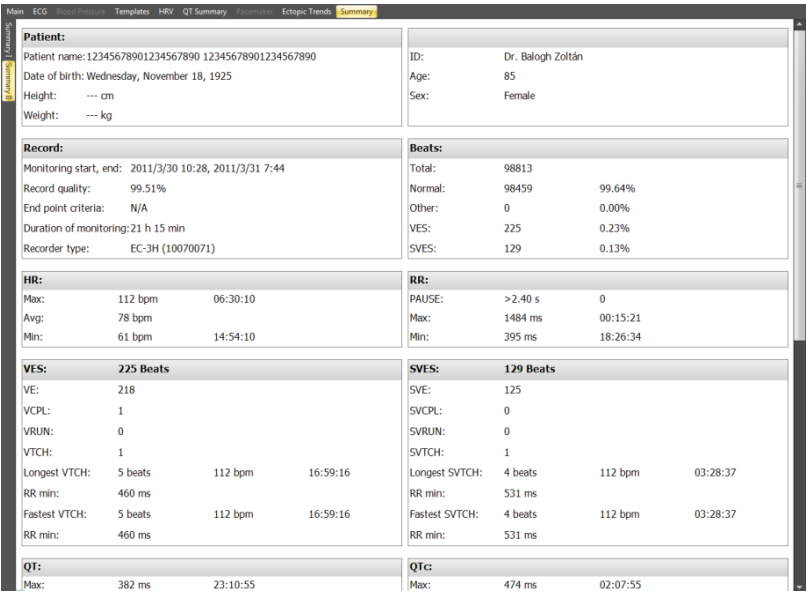 Main ECG Blood Pressure Templates HRV QT Summary Pacemaker Ectopic Trends Summary
Summary I
Summary II
Patient:
Patient name: 12345678901234567890 12345678901234567890
Date of birth: Wednesday, November 18, 1925
Height: --- cm
Weight: --- kg
ID: Dr. Balogh Zoltán
Age: 85
Sex: Female
Record:
Monitoring start, end: 2011/3/30 10:28, 2011/3/31 7:44
Record quality: 99.51%
End point criteria: N/A
Duration of monitoring: 21 h 15 min
Recorder type: EC-3H (10070071)
Beats:
Total: 98813
Normal: 98459 99.64%
Other: 0 0.00%
VES: 225 0.23%
SVES: 129 0.13%
HR:
Max: 112 bpm 06:30:10
Avg: 78 bpm
Min: 61 bpm 14:54:10
RR:
PAUSE: >2.40 s 0
Max: 1484 ms 00:15:21
Min: 395 ms 18:26:34
VES: 225 Beats
VE: 218
VCPL: 1
VRUN: 0
VTCH: 1
Longest VTCH: 5 beats 112 bpm 16:59:16
RR min: 460 ms
Fastest VTCH: 5 beats 112 bpm 16:59:16
RR min: 460 ms
SVES: 129 Beats
SVE: 125
SVCPL: 0
SVRUN: 0
SVTCH: 1
Longest SVTCH: 4 beats 112 bpm 03:28:37
RR min: 531 ms
Fastest SVTCH: 4 beats 112 bpm 03:28:37
RR min: 531 ms
QT:
Max: 382 ms 23:10:55
QTc:
Max: 474 ms 02:07:55